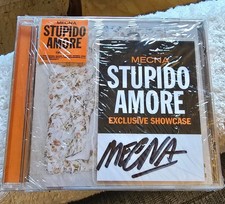 MECNA
STUPIDO
AMORE
MECNA
STUPIDO
AMORE
EXCLUSIVE SHOWCASE
MECNA